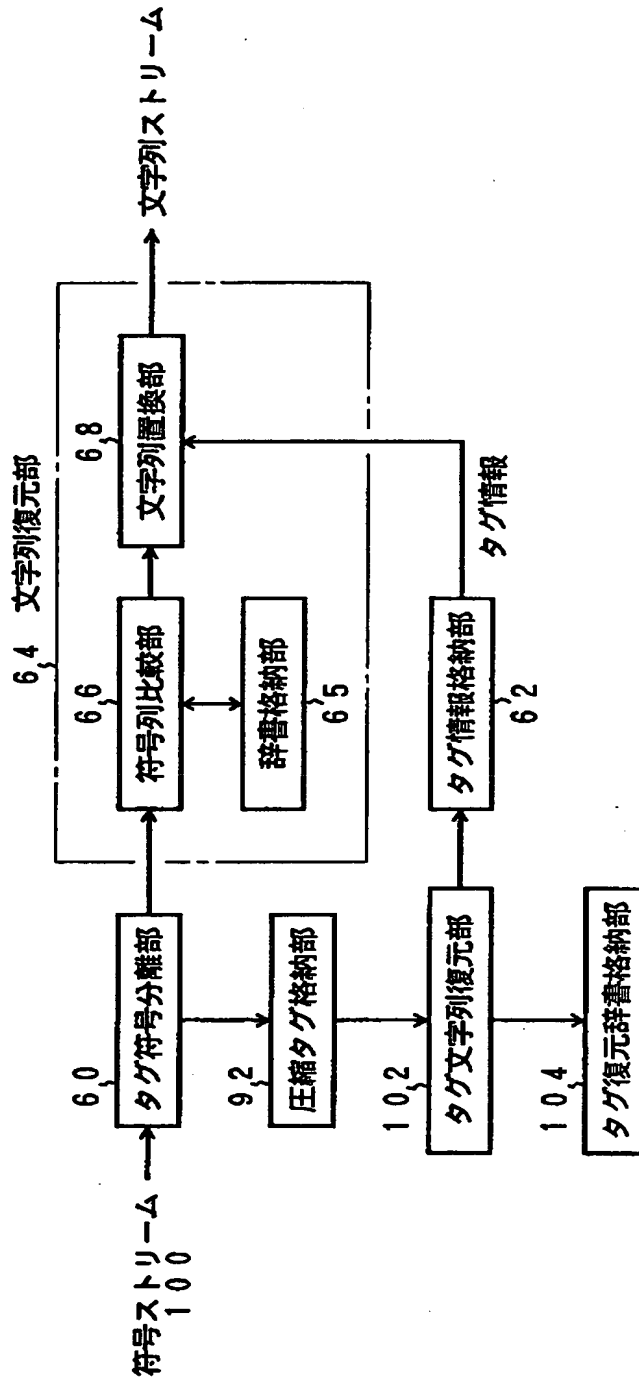 符号ストリーム
100
60
タグ符号分離部
92
圧縮タグ格納部
102
タグ文字列復元部
104
タグ復元辞書格納部
64 文字列復元部
66
符号列比較部
辞書格納部
65
68
文字列置換部
タグ情報格納部
62
タグ情報
文字列ストリーム